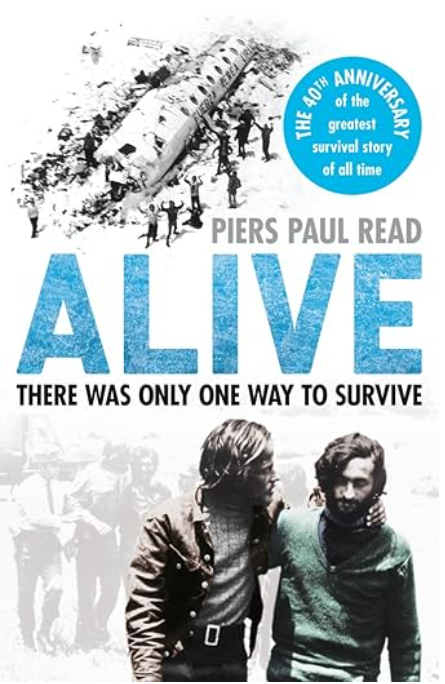 THE 40TH ANNIVERSARY
of the
greatest
survival story
of all time
PIERS PAUL READ
ALIVE
THERE WAS ONLY ONE WAY TO SURVIVE